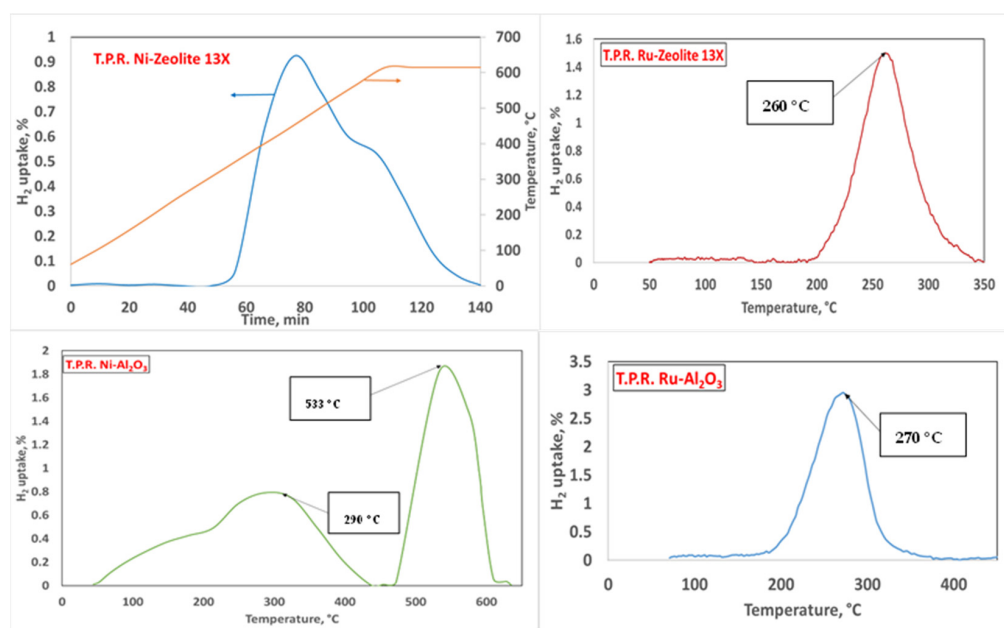 T.P.R. Ni-Zeolite 13X
H₂ uptake, %
1
0.9
0.8
0.7
0.6
0.5
0.4
0.3
0.2
0.1
0
700
600
500
400
300
200
100
0
Temperature, °C
0 20 40 60 80 100 120 140
Time, min
T.P.R. Ru-Zeolite 13X
260 °C
H₂ uptake, %
1.6
1.4
1.2
1
0.8
0.6
0.4
0.2
0
0 50 100 150 200 250 300 350
Temperature, °C
T.P.R. Ni-Al₂O₃
533 °C
290 °C
H₂ uptake, %
2
1.8
1.6
1.4
1.2
1
0.8
0.6
0.4
0.2
0
0 100 200 300 400 500 600
Temperature, °C
T.P.R. Ru-Al₂O₃
270 °C
H₂ uptake, %
3.5
3
2.5
2
1.5
1
0.5
0
0 100 200 300 400
Temperature, °C